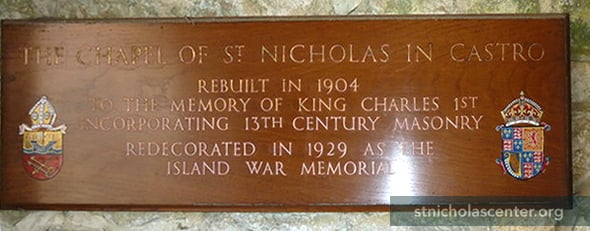 THE CHAPEL OF ST NICHOLAS IN CASTRO
REBUILT IN 1904
TO THE MEMORY OF KING CHARLES 1ST
INCORPORATING 13TH CENTURY MASONRY
REDECORATED IN 1929 AS THE
ISLAND WAR MEMORIAL
stnicholascenter.org